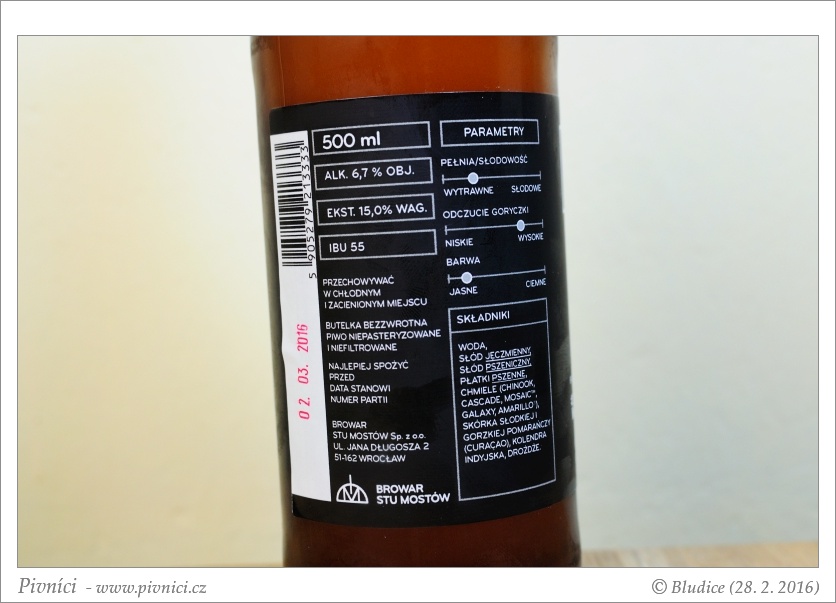 500 ml
ALK. 6,7 % OBJ.
EKST. 15,0% WAG.
IBU 55
PRZECHOWYWAĆ
W CHŁODNYM
I ZACIENIONYM MIEJSCU
BUTELKA BEZZWROTNA
PIWO NIEPASTERYZOWANE
I NIEFILTROWANE
NAJLEPIEJ SPOŻYĆ
PRZED
DATA STANOWI
NUMER PARTII
BROWAR
STU MOSTÓW Sp. z o.o.
UL. JANA DŁUGOSZA 2
51-162 WROCŁAW
BROWAR
STU MOSTÓW
5 905279 213333
02. 03. 2016
PARAMETRY
PEŁNIA/SŁODOWOŚĆ
WYTRAWNE SŁODOWE
ODCZUCIE GORYCZKI
NISKIE WYSOKIE
BARWA
JASNE CIEMNE
SKŁADNIKI
WODA,
SŁÓD JĘCZMIENNY,
SŁÓD PSZENICZNY,
PŁATKI PSZENNE,
CHMIELE (CHINOOK,
CASCADE, MOSAIC™,
GALAXY, AMARILLO®),
SKÓRKA SŁODKIEJ I
GORZKIEJ POMARAŃCZY
(CURAÇAO), KOLENDRA
INDYJSKA, DROŻDŻE.
Pivníci - www.pivnici.cz
© Bludice (28. 2. 2016)